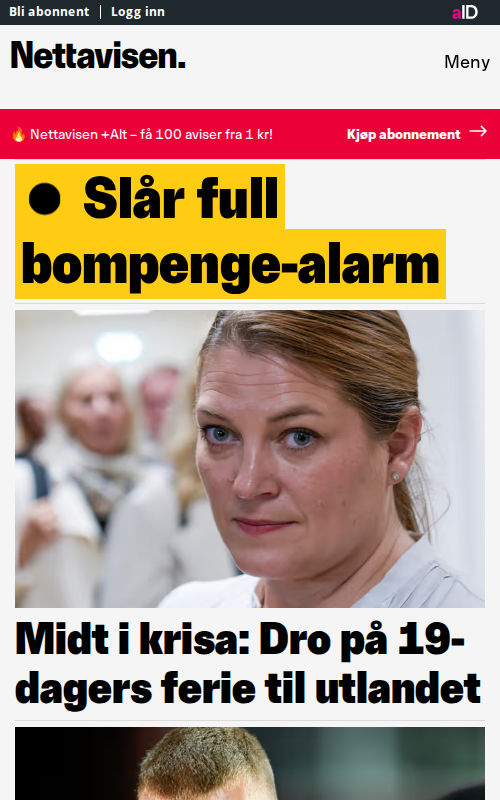 Bli abonnent | Logg inn
aID
Nettavisen.
Meny
🔥 Nettavisen +Alt – få 100 aviser fra 1 kr!
Kjøp abonnement →
● Slår full
bompenge-alarm
Midt i krisa: Dro på 19-
dagers ferie til utlandet